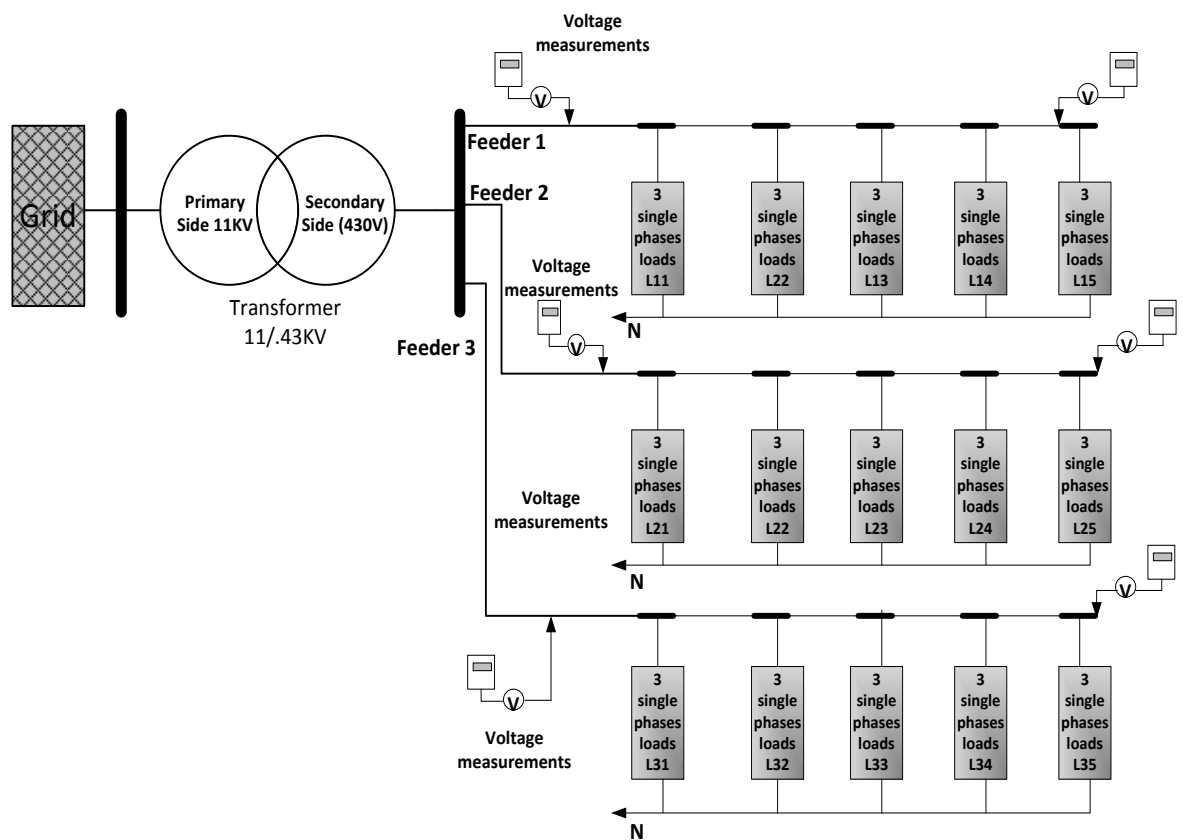 Voltage
measurements
V
V
Feeder 1
Grid
Primary
Side 11KV
Secondary
Side (430V)
Transformer
11/.43KV
Feeder 2
Feeder 3
3
single
phases
loads
L11
3
single
phases
loads
L22
3
single
phases
loads
L13
3
single
phases
loads
L14
3
single
phases
loads
L15
N
Voltage
measurements
V
V
3
single
phases
loads
L21
3
single
phases
loads
L22
3
single
phases
loads
L23
3
single
phases
loads
L24
3
single
phases
loads
L25
Voltage
measurements
N
V
V
3
single
phases
loads
L31
3
single
phases
loads
L32
3
single
phases
loads
L33
3
single
phases
loads
L34
3
single
phases
loads
L35
Voltage
measurements
N